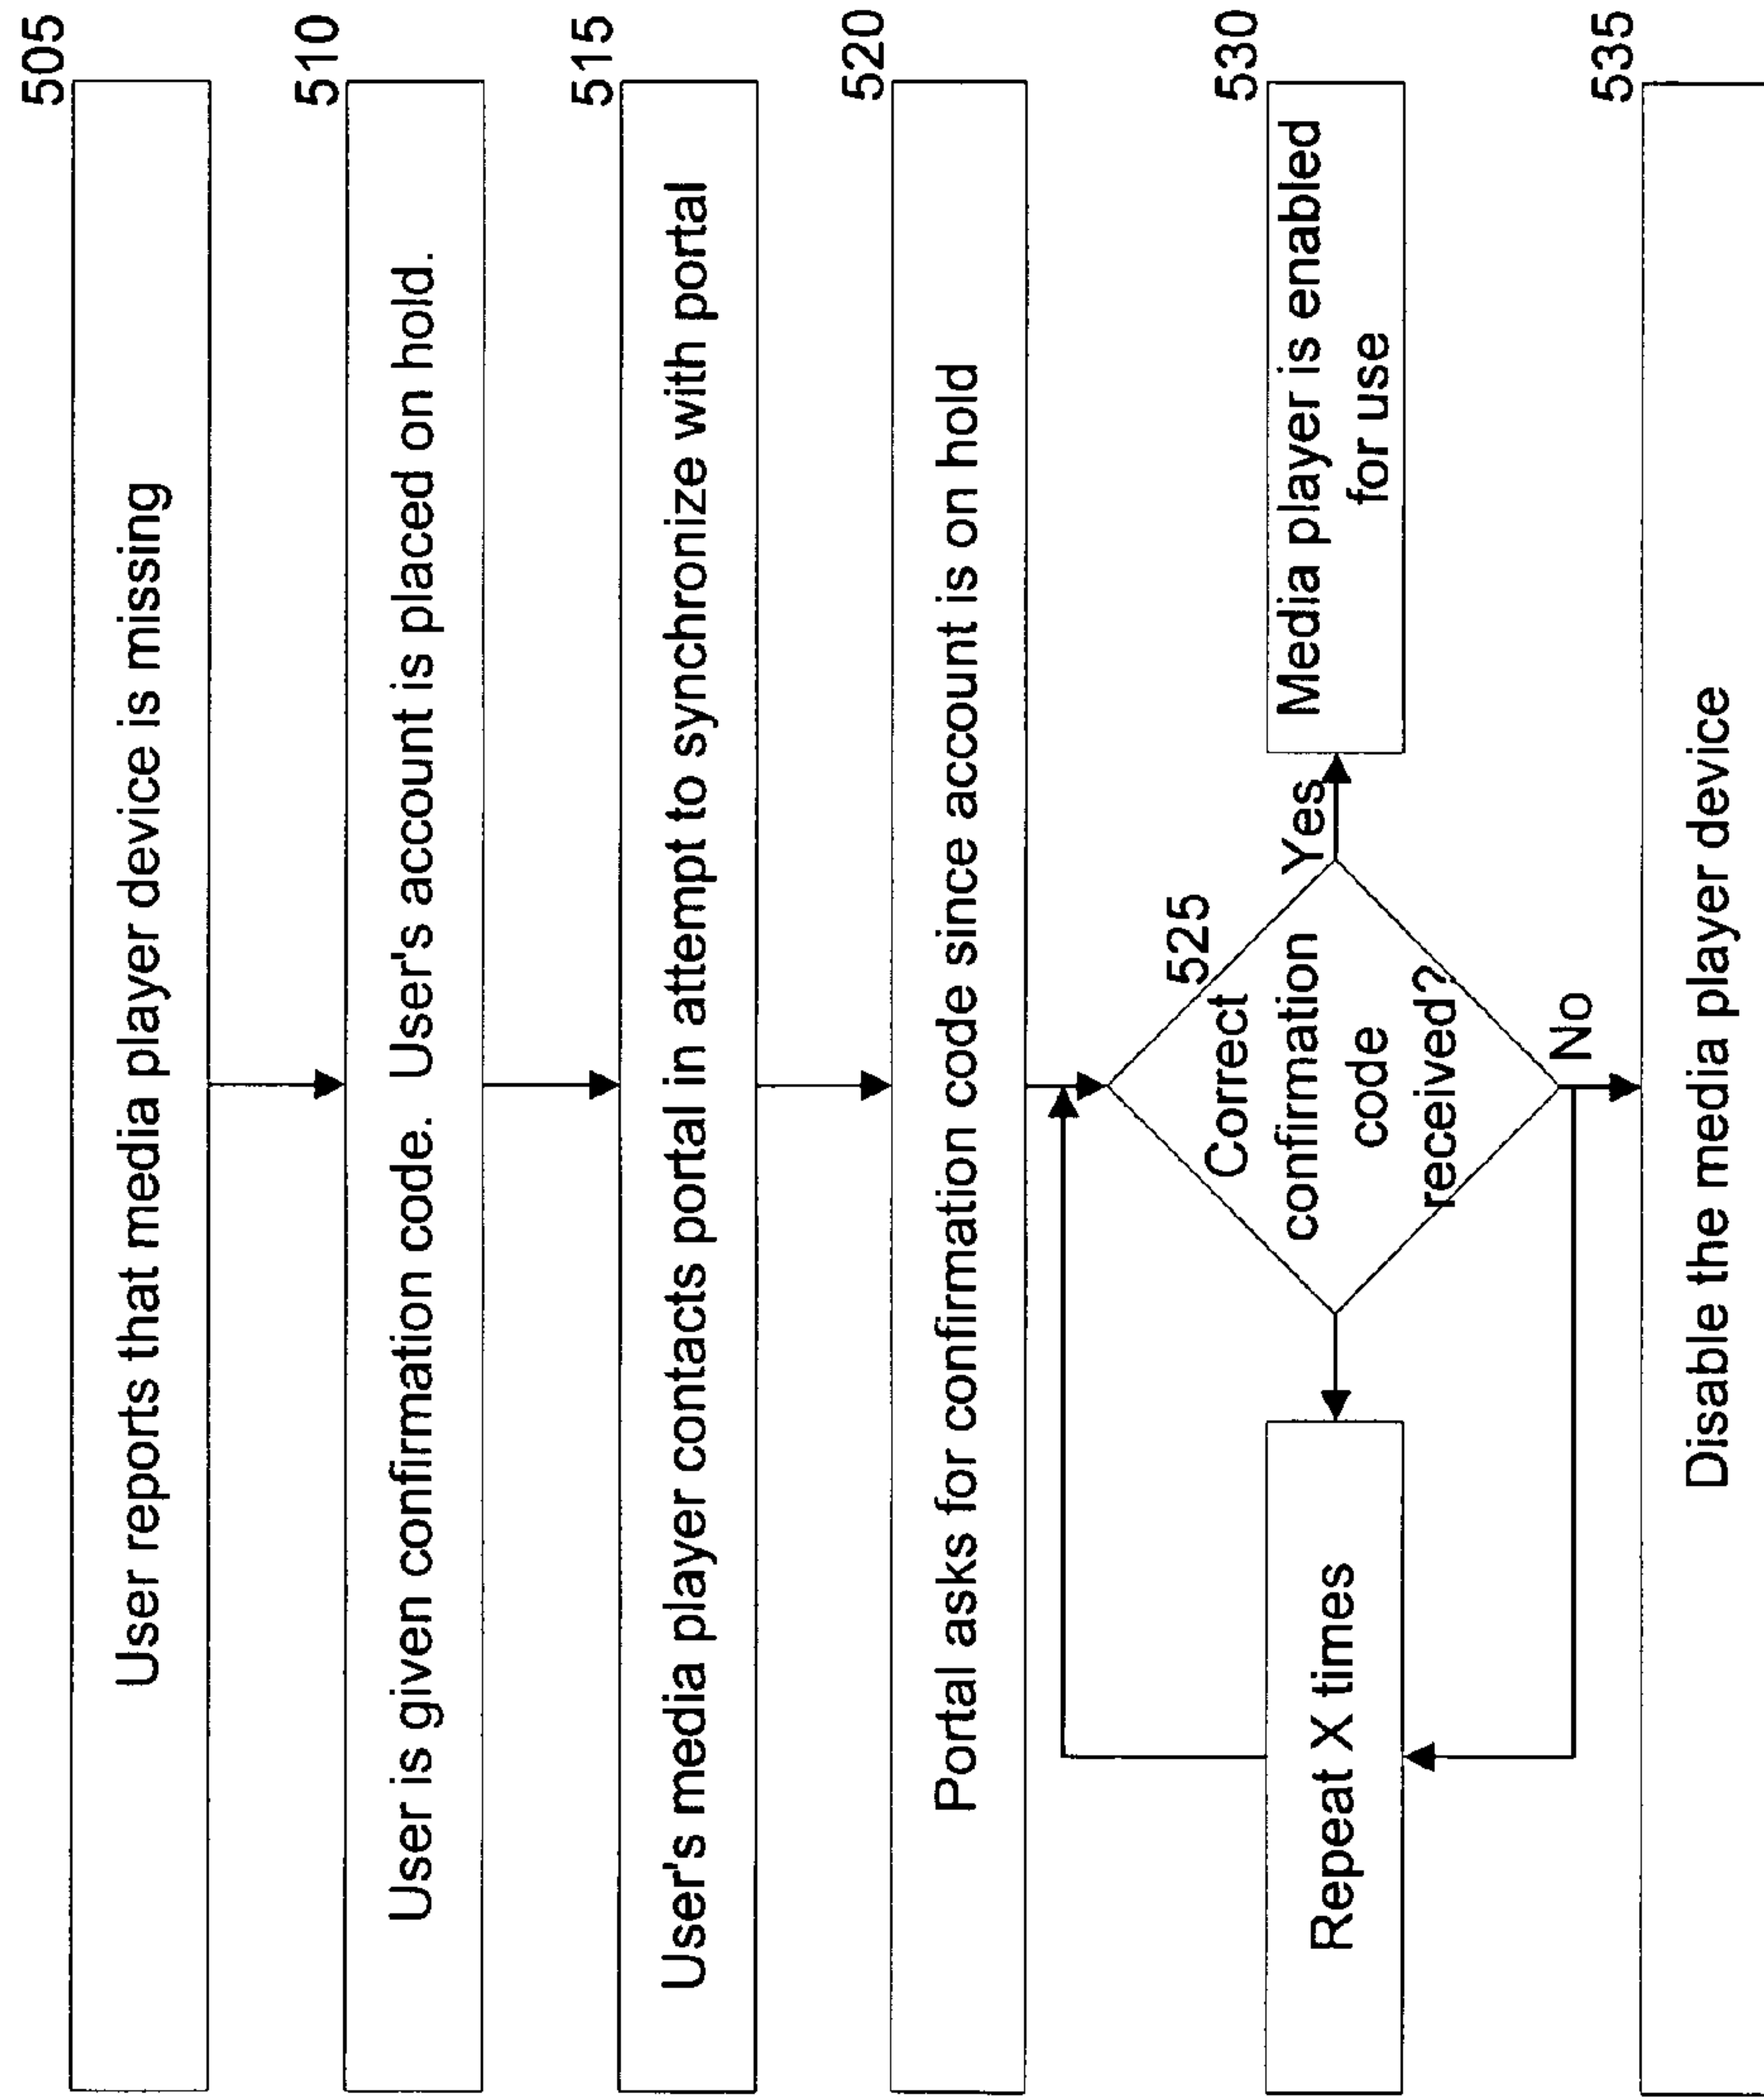 505
User reports that media player device is missing
510
User is given confirmation code.  User's account is placed on hold.
515
User's media player contacts portal in attempt to synchronize with portal
520
Portal asks for confirmation code since account is on hold
525
Correct
confirmation
code
received?
Yes
530
Media player is enabled
for use
Repeat X times
No
535
Disable the media player device